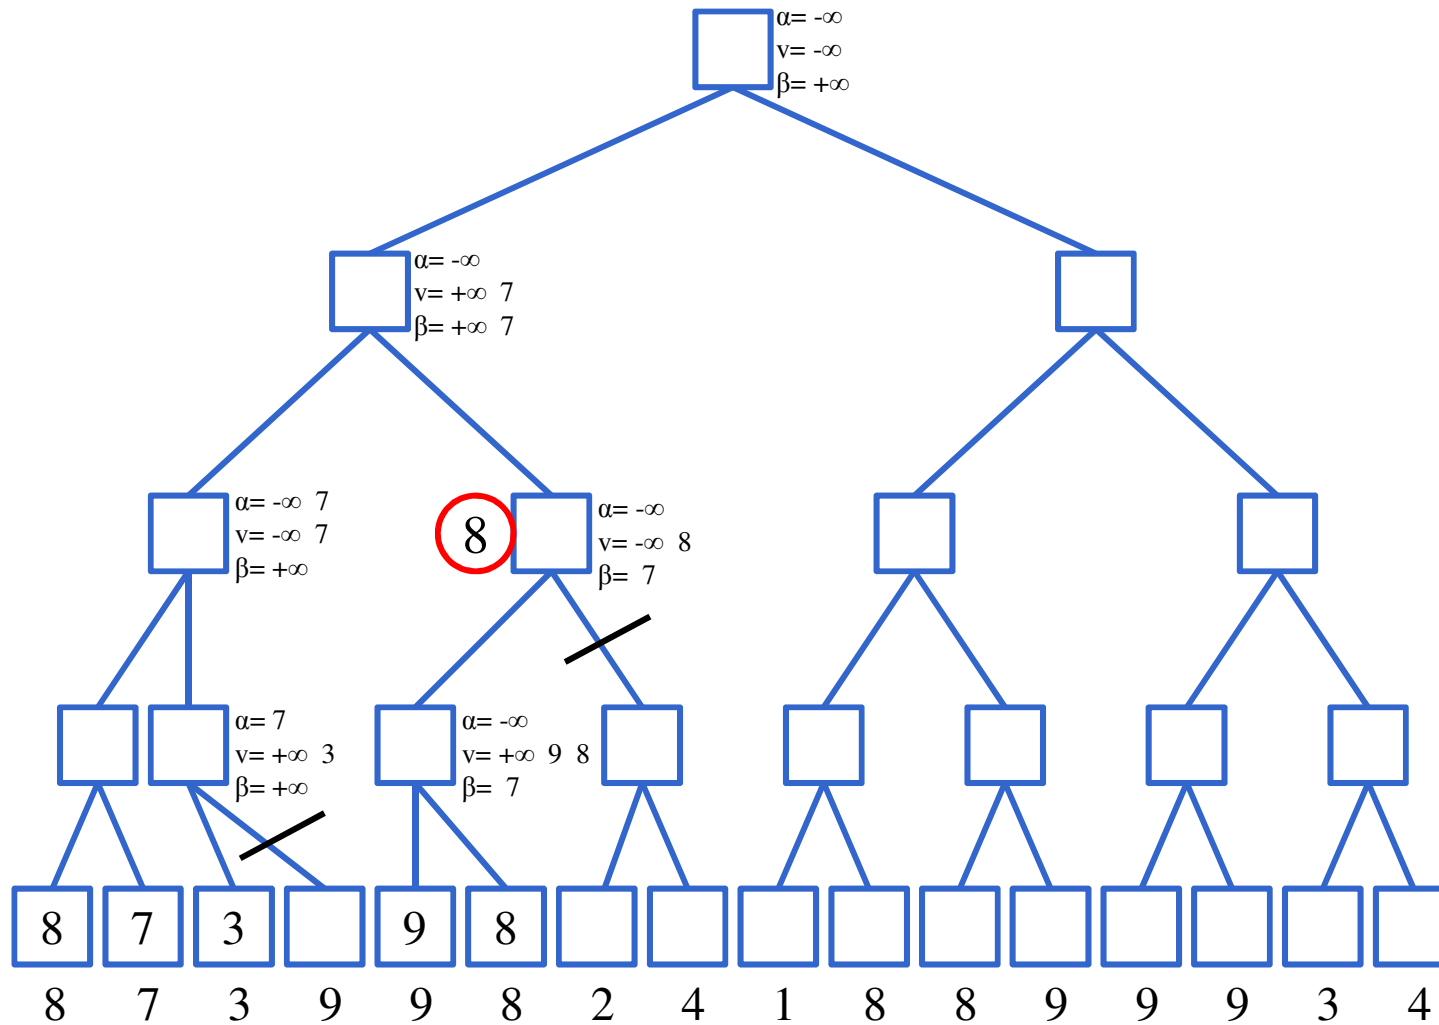 α= -∞
v= -∞
β= +∞
α= -∞
v= +∞ 7
β= +∞ 7
α= -∞ 7
v= -∞ 7
β= +∞
8
α= -∞
v= -∞ 8
β= 7
α= 7
v= +∞ 3
β= +∞
α= -∞
v= +∞ 9 8
β= 7
8 7 3 9 8
8 7 3 9 9 8 2 4 1 8 8 9 9 9 3 4